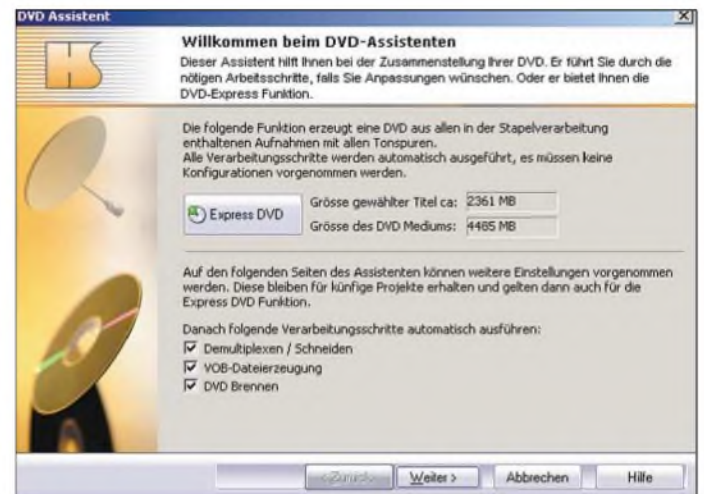 DVD Assistent
Willkommen beim DVD-Assistenten
Dieser Assistent hilft Ihnen bei der Zusammenstellung Ihrer DVD. Er führt Sie durch die
nötigen Arbeitsschritte, falls Sie Anpassungen wünschen. Oder er bietet Ihnen die
DVD-Express Funktion.
Die folgende Funktion erzeugt eine DVD aus allen in der Stapelverarbeitung
enthaltenen Aufnahmen mit allen Tonspuren.
Alle Verarbeitungsschritte werden automatisch ausgeführt, es müssen keine
Konfigurationen vorgenommen werden.
Express DVD
Grösse gewählter Titel ca: 2361 MB
Grösse des DVD Mediums: 4485 MB
Auf den folgenden Seiten des Assistenten können weitere Einstellungen vorgenommen
werden. Diese bleiben für künfige Projekte erhalten und gelten dann auch für die
Express DVD Funktion.
Danach folgende Verarbeitungsschritte automatisch ausführen:
Demultiplexen / Schneiden
VOB-Dateierzeugung
DVD Brennen
< Zurück Weiter > Abbrechen Hilfe